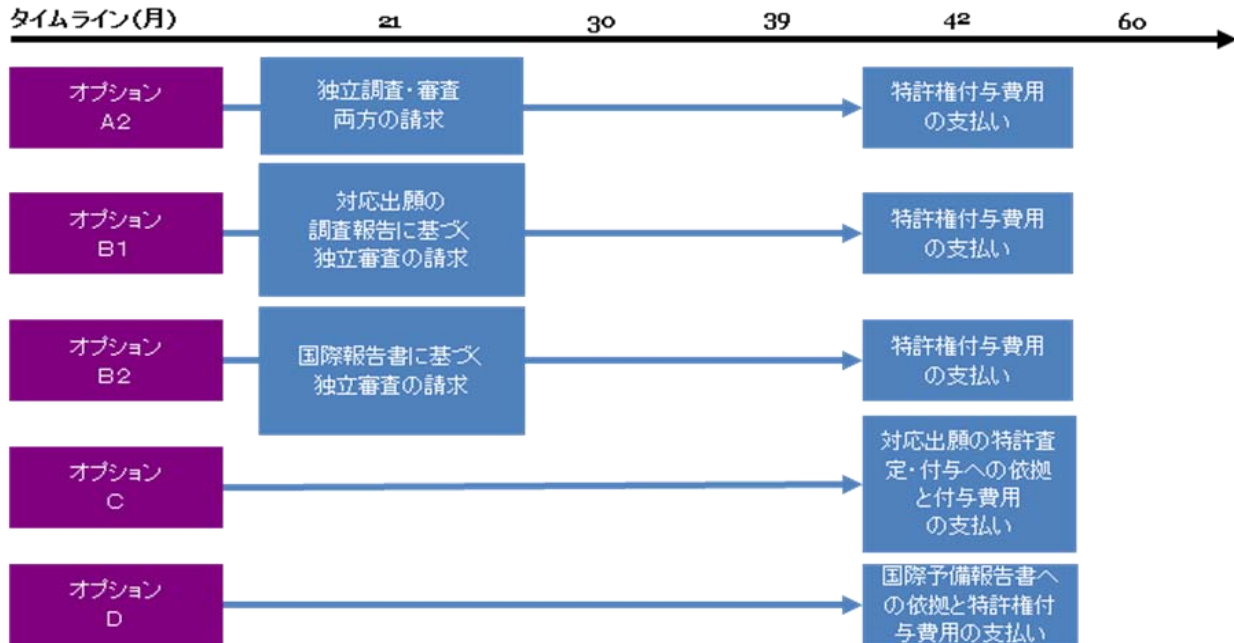 タイムライン(月) 21 30 39 42 60
オプション
A2
独立調査・審査
両方の請求
特許権付与費用
の支払い
オプション
B1
対応出願の
調査報告に基づく
独立審査の請求
特許権付与費用
の支払い
オプション
B2
国際報告書に基づく
独立審査の請求
特許権付与費用
の支払い
オプション
C
対応出願の特許査
定・付与への依拠
と付与費用
の支払い
オプション
D
国際予備報告書へ
の依拠と特許権付
与費用の支払い